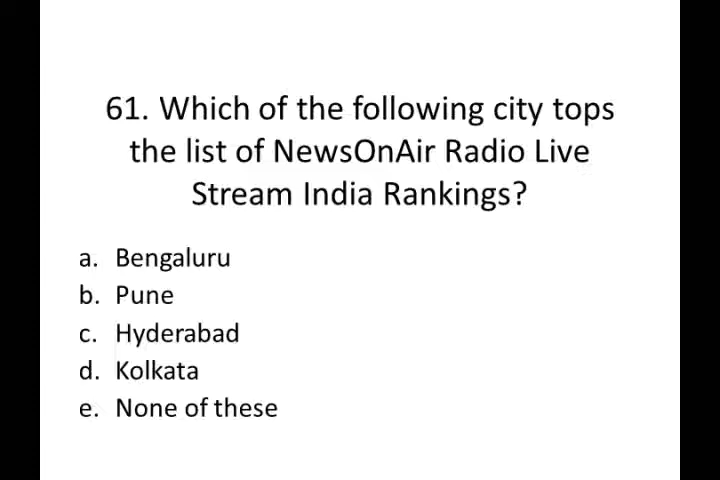 61. Which of the following city tops
the list of NewsOnAir Radio Live
Stream India Rankings?
a. Bengaluru
b. Pune
c. Hyderabad
d. Kolkata
e. None of these